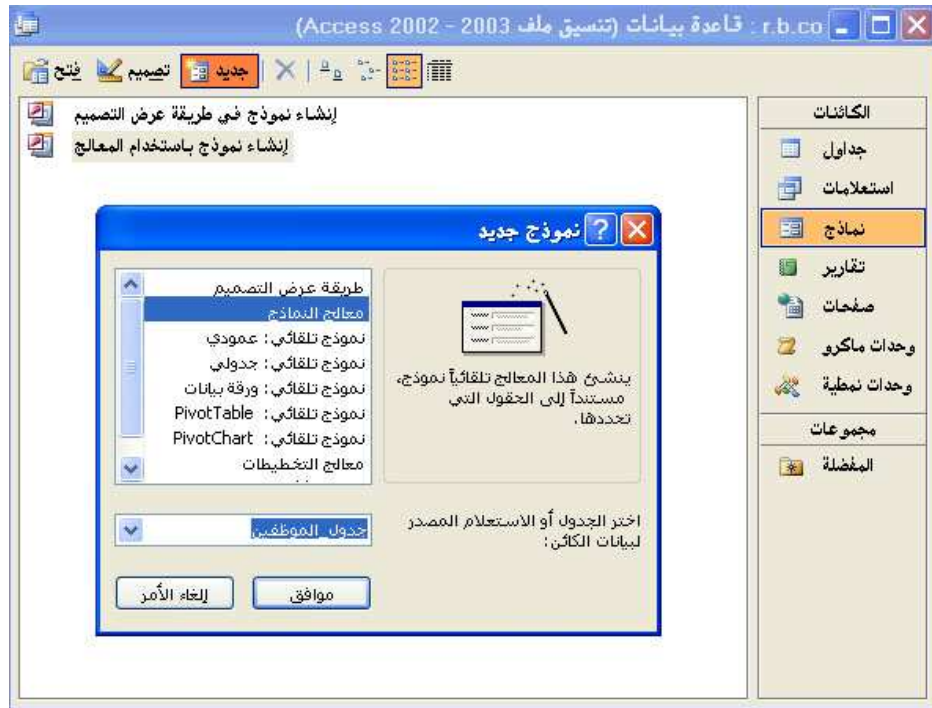 r.b.co : قاعدة بيانات (تنسيق ملف Access 2002 - 2003)
فتح تصميم جديد
الكائنات
جداول
استعلامات
نماذج
تقارير
صفحات
وحدات ماكرو
وحدات نمطية
مجموعات
المفضلة
إنشاء نموذج في طريقة عرض التصميم
إنشاء نموذج باستخدام المعالج
نموذج جديد
ينشئ هذا المعالج تلقائياً نموذج،
مستنداً إلى الحقول التي
تحددها.
طريقة عرض التصميم
معالج النماذج
نموذج تلقائي: عمودي
نموذج تلقائي: جدولي
نموذج تلقائي: ورقة بيانات
نموذج تلقائي: PivotTable
نموذج تلقائي: PivotChart
معالج التخطيطات
اختر الجدول أو الاستعلام المصدر
لبيانات الكائن:
جدول_الموظفين
موافق
إلغاء الأمر